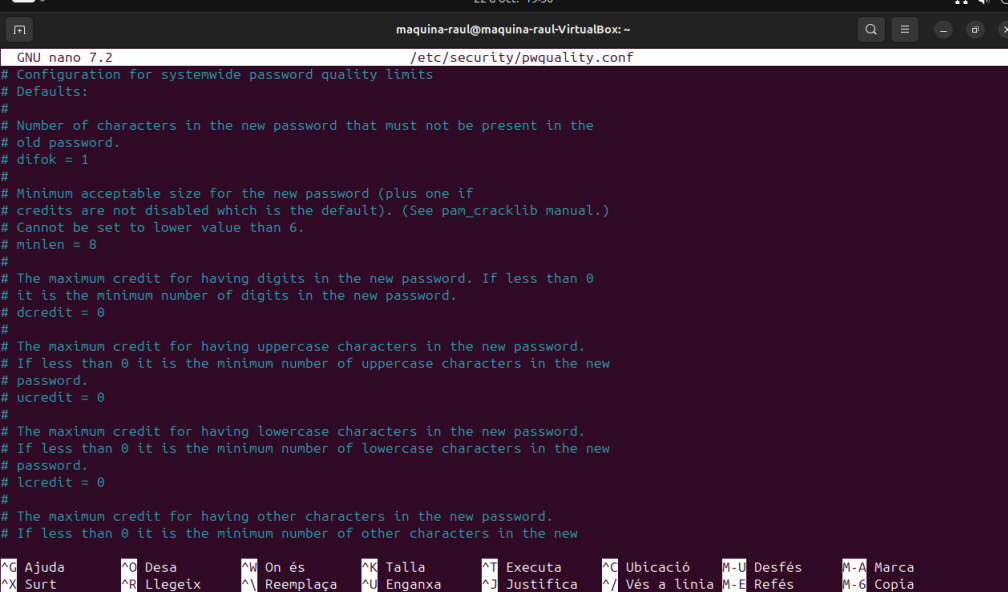 22 d'oct. 19:50
maquina-raul@maquina-raul-VirtualBox: ~
GNU nano 7.2 /etc/security/pwquality.conf
# Configuration for systemwide password quality limits
# Defaults:
#
# Number of characters in the new password that must not be present in the
# old password.
# difok = 1
#
# Minimum acceptable size for the new password (plus one if
# credits are not disabled which is the default). (See pam_cracklib manual.)
# Cannot be set to lower value than 6.
# minlen = 8
#
# The maximum credit for having digits in the new password. If less than 0
# it is the minimum number of digits in the new password.
# dcredit = 0
#
# The maximum credit for having uppercase characters in the new password.
# If less than 0 it is the minimum number of uppercase characters in the new
# password.
# ucredit = 0
#
# The maximum credit for having lowercase characters in the new password.
# If less than 0 it is the minimum number of lowercase characters in the new
# password.
# lcredit = 0
#
# The maximum credit for having other characters in the new password.
# If less than 0 it is the minimum number of other characters in the new
^G Ajuda ^O Desa ^W On és ^K Talla ^T Executa ^C Ubicació M-U Desfés M-A Marca
^X Surt ^R Llegeix ^\ Reemplaça ^U Enganxa ^J Justifica ^/ Vés a línia M-E Refés M-6 Copia